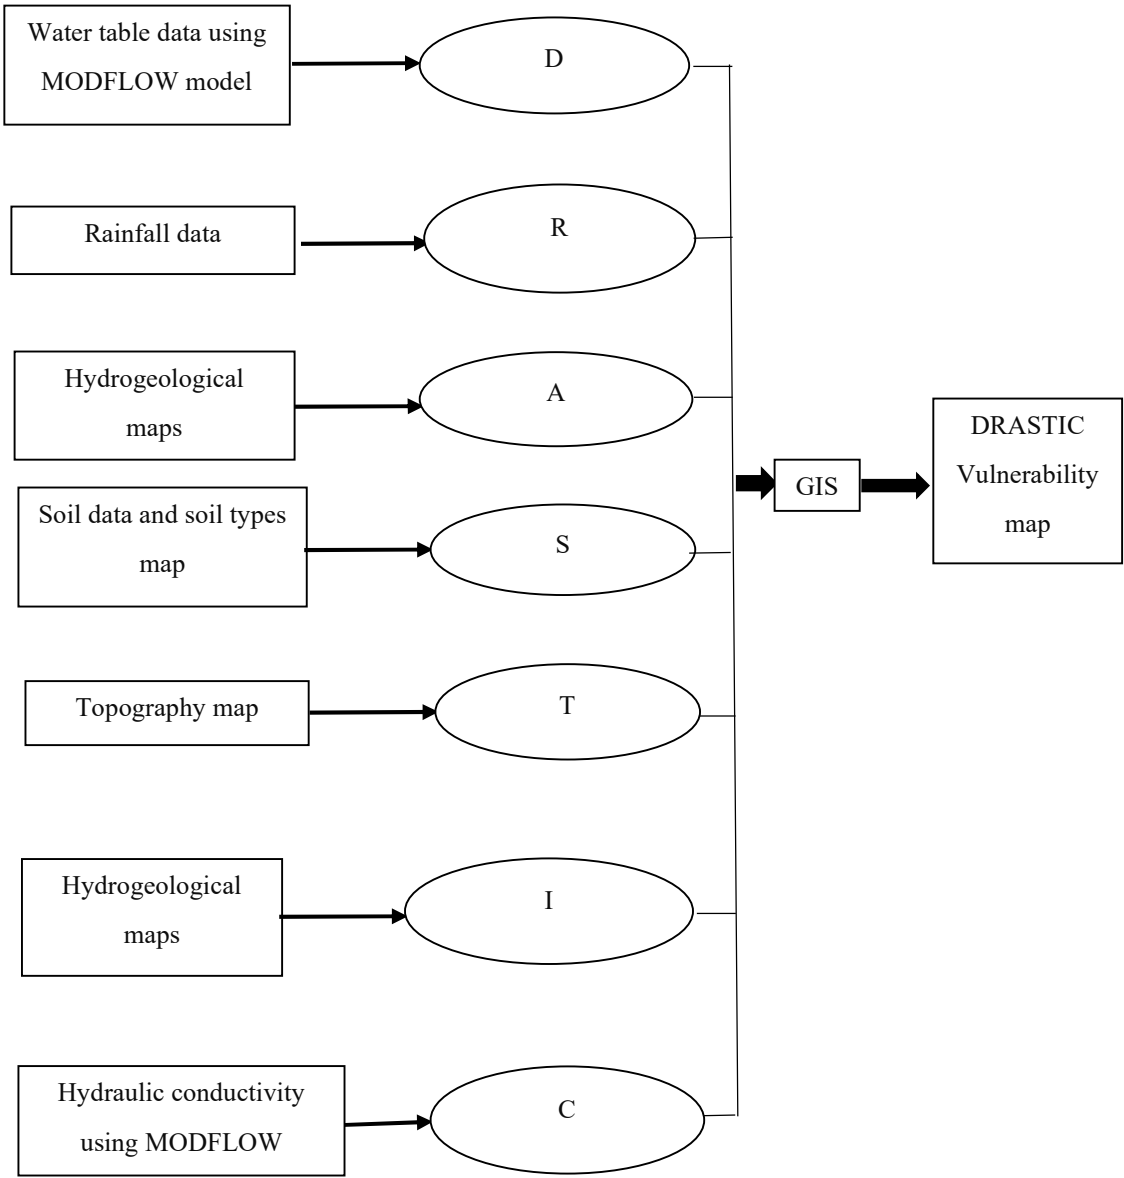 Water table data using
MODFLOW model
D
Rainfall data
R
Hydrogeological
maps
A
Soil data and soil types
map
S
Topography map
T
Hydrogeological
maps
I
Hydraulic conductivity
using MODFLOW
C
GIS
DRASTIC
Vulnerability
map